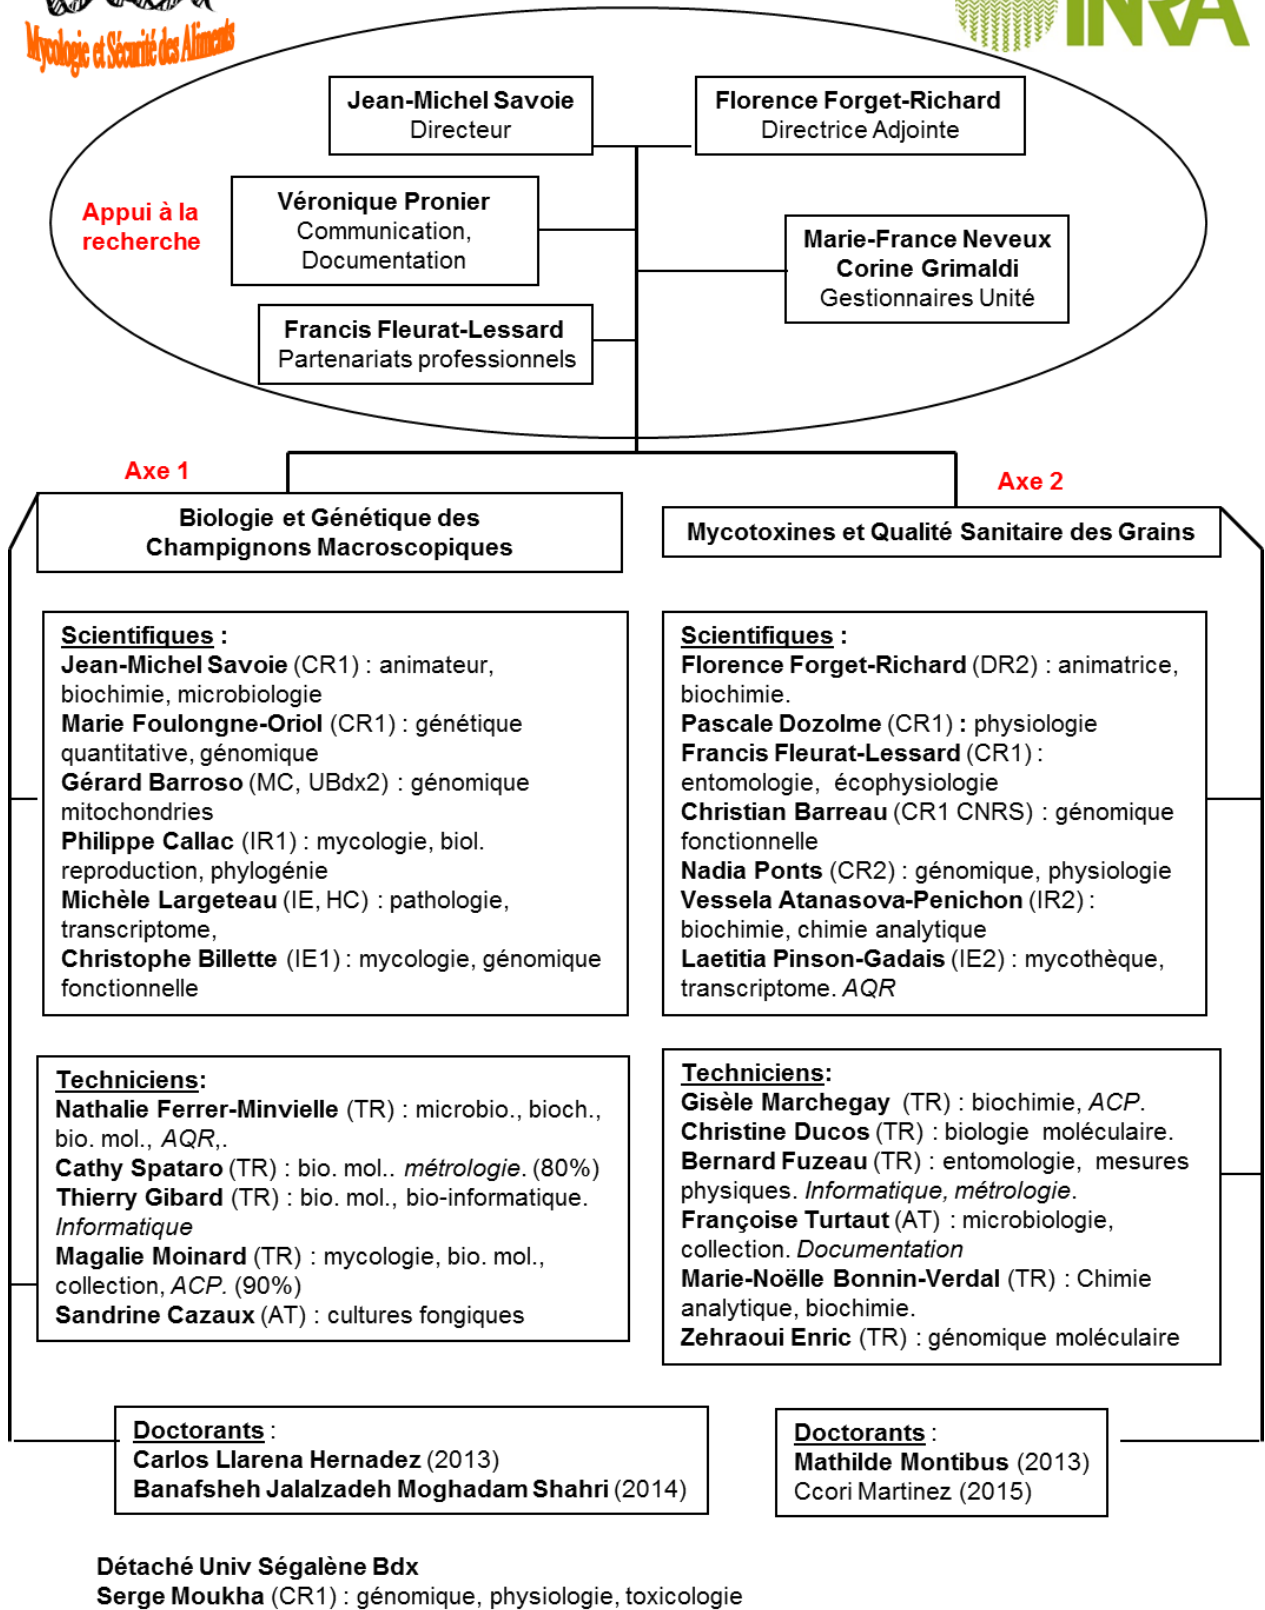 Mycologie et Sécurité des Aliments
INRA
Jean-Michel Savoie
Directeur
Florence Forget-Richard
Directrice Adjointe
Appui à la
recherche
Véronique Pronier
Communication,
Documentation
Marie-France Neveux
Corine Grimaldi
Gestionnaires Unité
Francis Fleurat-Lessard
Partenariats professionnels
Axe 1
Axe 2
Biologie et Génétique des
Champignons Macroscopiques
Mycotoxines et Qualité Sanitaire des Grains
Scientifiques :
Jean-Michel Savoie (CR1) : animateur,
biochimie, microbiologie
Marie Foulongne-Oriol (CR1) : génétique
quantitative, génomique
Gérard Barroso (MC, UBdx2) : génomique
mitochondries
Philippe Callac (IR1) : mycologie, biol.
reproduction, phylogénie
Michèle Largeteau (IE, HC) : pathologie,
transcriptome,
Christophe Billette (IE1) : mycologie, génomique
fonctionnelle
Scientifiques :
Florence Forget-Richard (DR2) : animatrice,
biochimie.
Pascale Dozolme (CR1) : physiologie
Francis Fleurat-Lessard (CR1) :
entomologie, écophysiologie
Christian Barreau (CR1 CNRS) : génomique
fonctionnelle
Nadia Ponts (CR2) : génomique, physiologie
Vessela Atanasova-Penichon (IR2) :
biochimie, chimie analytique
Laetitia Pinson-Gadais (IE2) : mycothèque,
transcriptome. AQR
Techniciens:
Nathalie Ferrer-Minvielle (TR) : microbio., bioch.,
bio. mol., AQR,.
Cathy Spataro (TR) : bio. mol.. métrologie. (80%)
Thierry Gibard (TR) : bio. mol., bio-informatique.
Informatique
Magalie Moinard (TR) : mycologie, bio. mol.,
collection, ACP. (90%)
Sandrine Cazaux (AT) : cultures fongiques
Techniciens:
Gisèle Marchegay (TR) : biochimie, ACP.
Christine Ducos (TR) : biologie moléculaire.
Bernard Fuzeau (TR) : entomologie, mesures
physiques. Informatique, métrologie.
Françoise Turtaut (AT) : microbiologie,
collection. Documentation
Marie-Noëlle Bonnin-Verdal (TR) : Chimie
analytique, biochimie.
Zehraoui Enric (TR) : génomique moléculaire
Doctorants :
Carlos Llarena Hernadez (2013)
Banafsheh Jalalzadeh Moghadam Shahri (2014)
Doctorants :
Mathilde Montibus (2013)
Ccori Martinez (2015)
Détaché Univ Ségalène Bdx
Serge Moukha (CR1) : génomique, physiologie, toxicologie